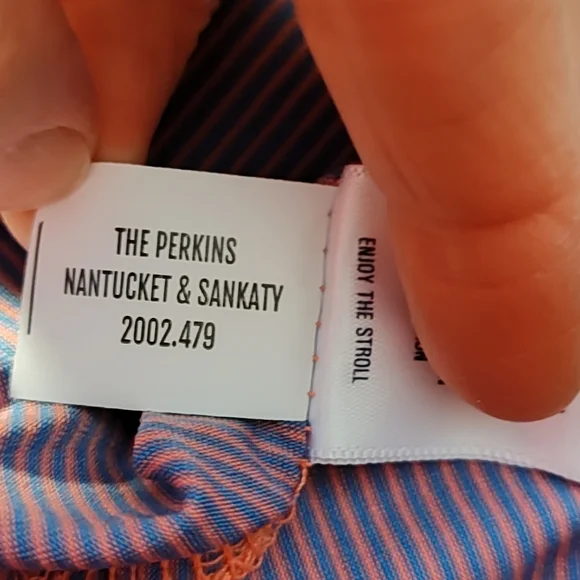 THE PERKINS
NANTUCKET & SANKATY
2002.479
ENJOY THE STROLL